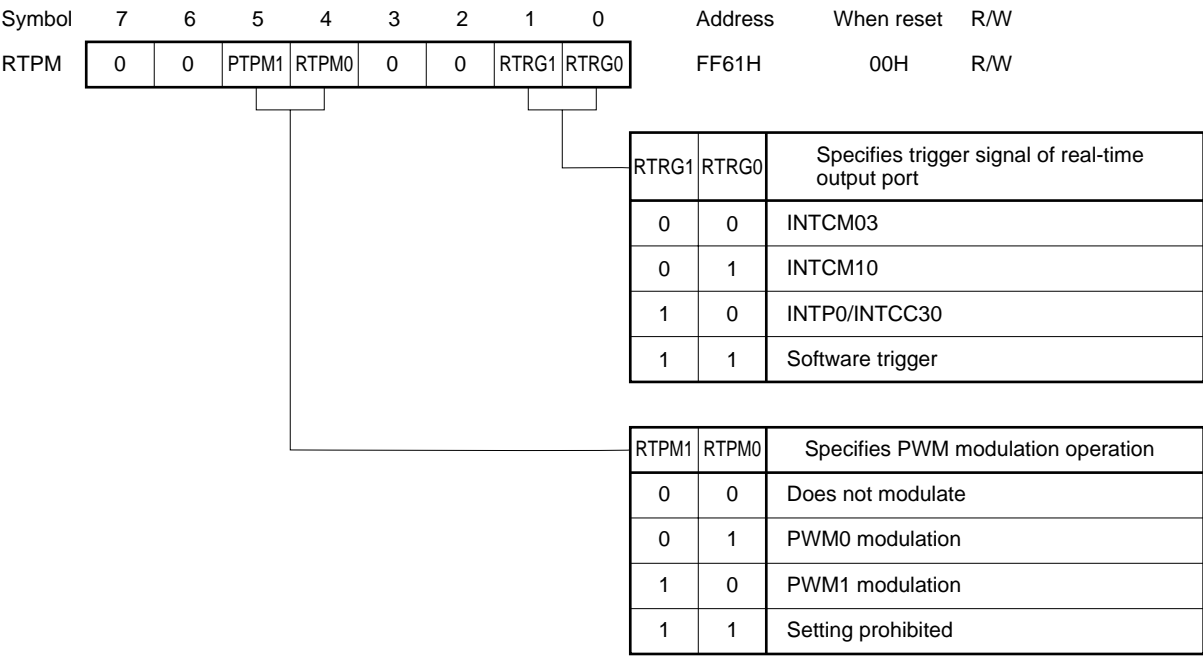 Symbol 7 6 5 4 3 2 1 0 Address When reset R/W
RTPM 0 0 PTPM1 RTPM0 0 0 RTRG1 RTRG0 FF61H 00H R/W
RTRG1 RTRG0 Specifies trigger signal of real-time
output port
0 0 INTCM03
0 1 INTCM10
1 0 INTP0/INTCC30
1 1 Software trigger
RTPM1 RTPM0 Specifies PWM modulation operation
0 0 Does not modulate
0 1 PWM0 modulation
1 0 PWM1 modulation
1 1 Setting prohibited